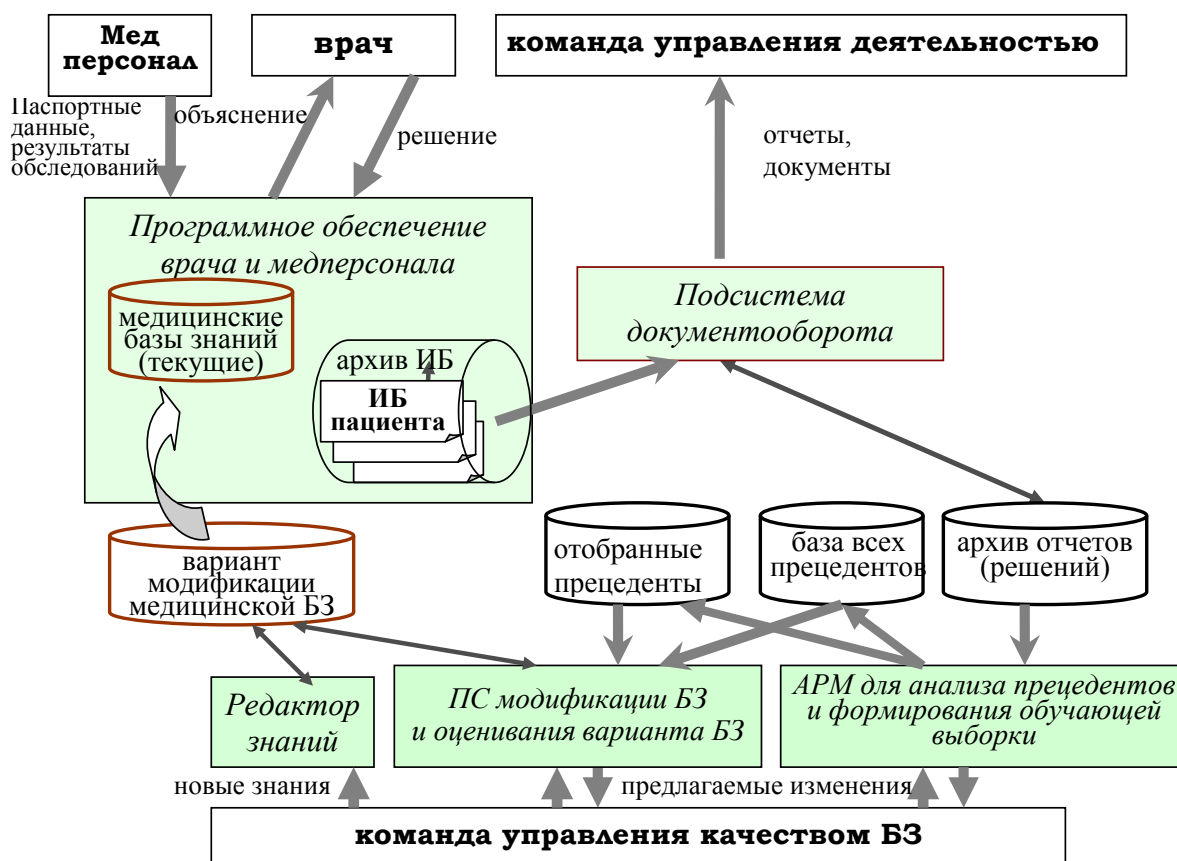 Мед
персонал
врач
команда управления деятельностью
Паспортные
данные,
результаты
обследований
объяснение
решение
отчеты,
документы
Программное обеспечение
врача и медперсонала
медицинские
базы знаний
(текущие)
архив ИБ
ИБ
пациента
Подсистема
документооборота
вариант
модификации
медицинской БЗ
отобранные
прецеденты
база всех
прецедентов
архив отчетов
(решений)
Редактор
знаний
ПС модификации БЗ
и оценивания варианта БЗ
АРМ для анализа прецедентов
и формирования обучающей
выборки
новые знания
предлагаемые изменения
команда управления качеством БЗ